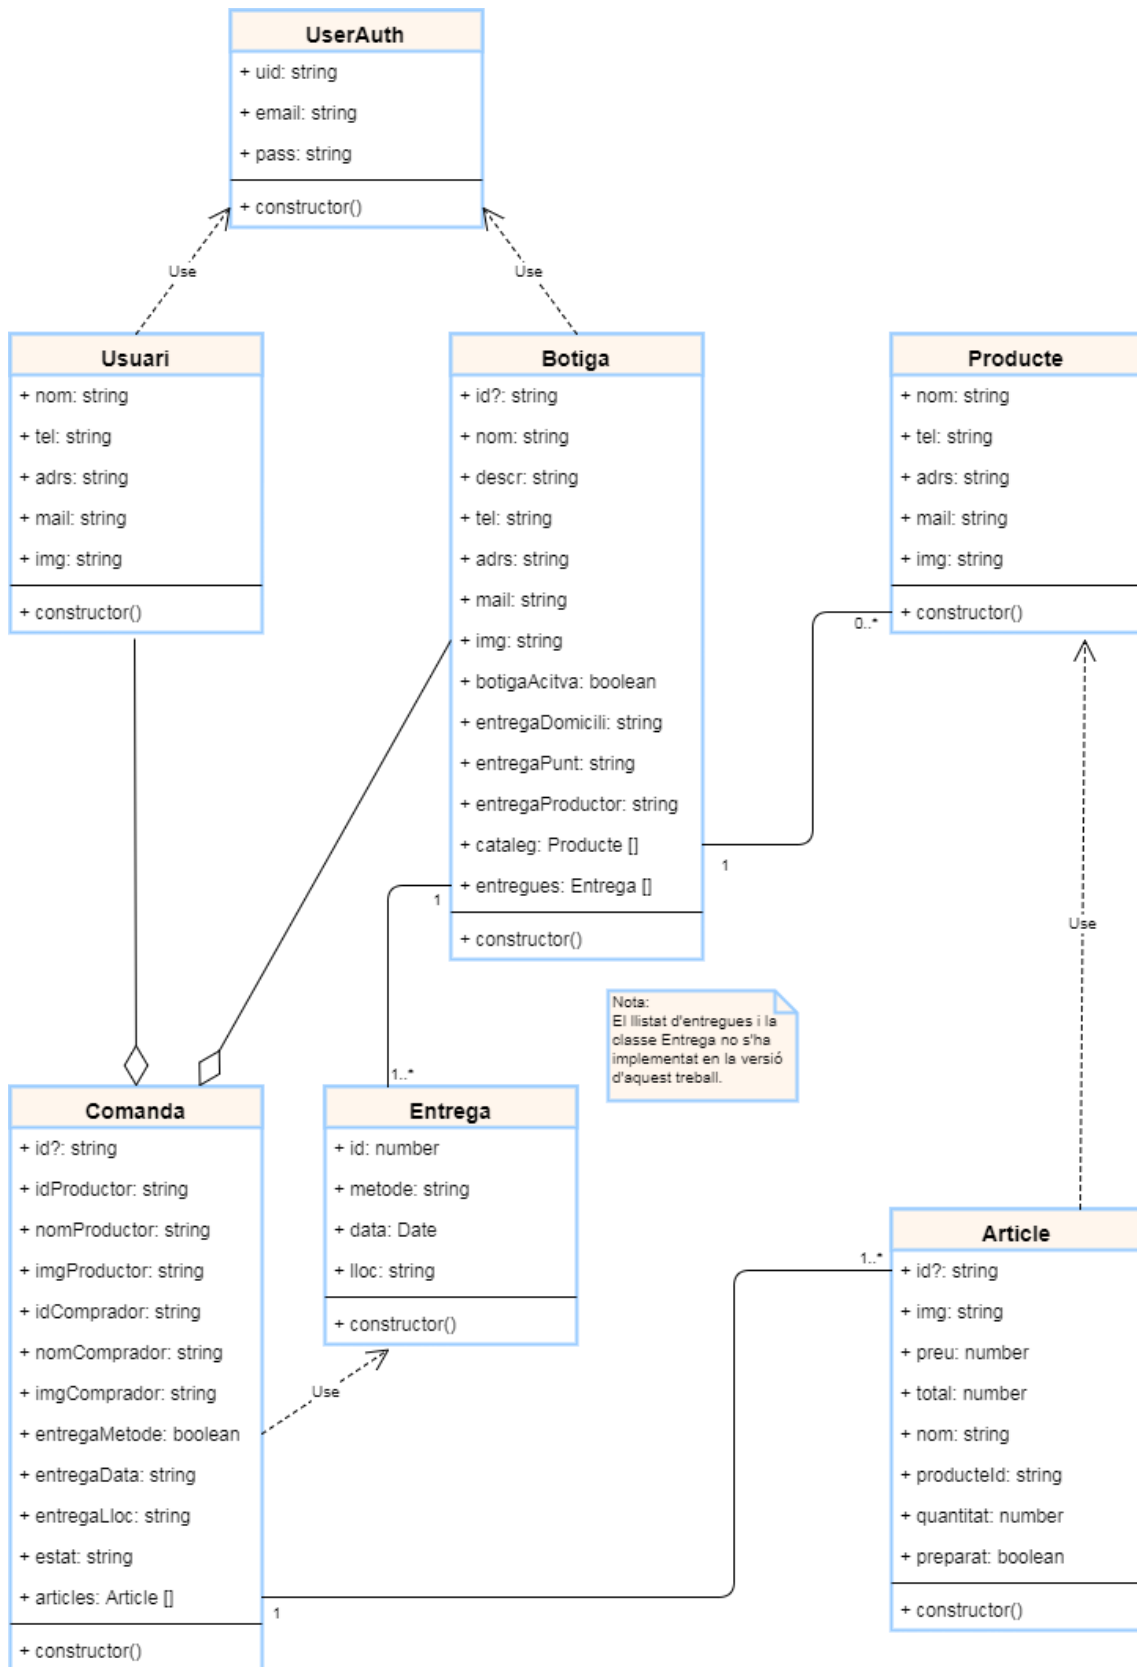 UserAuth
+ uid: string
+ email: string
+ pass: string
+ constructor()
Use
Use
Usuari
+ nom: string
+ tel: string
+ adrs: string
+ mail: string
+ img: string
+ constructor()
Botiga
+ id?: string
+ nom: string
+ descr: string
+ tel: string
+ adrs: string
+ mail: string
+ img: string
+ botigaAcitva: boolean
+ entregaDomicili: string
+ entregaPunt: string
+ entregaProductor: string
+ cataleg: Producte []
+ entregues: Entrega []
+ constructor()
Producte
+ nom: string
+ tel: string
+ adrs: string
+ mail: string
+ img: string
+ constructor()
0..*
1
1
Use
Nota:
El llistat d'entregues i la
classe Entrega no s'ha
implementat en la versió
d'aquest treball.
1..*
Comanda
+ id?: string
+ idProductor: string
+ nomProductor: string
+ imgProductor: string
+ idComprador: string
+ nomComprador: string
+ imgComprador: string
+ entregaMetode: boolean
+ entregaData: string
+ entregaLloc: string
+ estat: string
+ articles: Article []
+ constructor()
Entrega
+ id: number
+ metode: string
+ data: Date
+ lloc: string
+ constructor()
Use
1..*
1
Article
+ id?: string
+ img: string
+ preu: number
+ total: number
+ nom: string
+ producteId: string
+ quantitat: number
+ preparat: boolean
+ constructor()